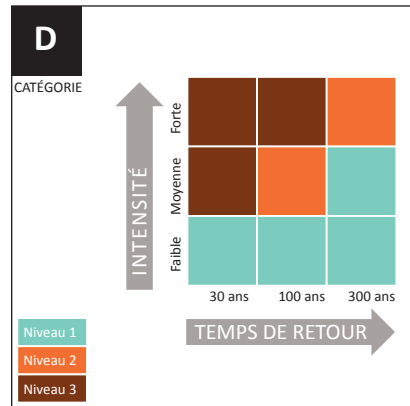 D
CATÉGORIE
INTENSITÉ
Forte
Moyenne
Faible
30 ans 100 ans 300 ans
TEMPS DE RETOUR
Niveau 1
Niveau 2
Niveau 3